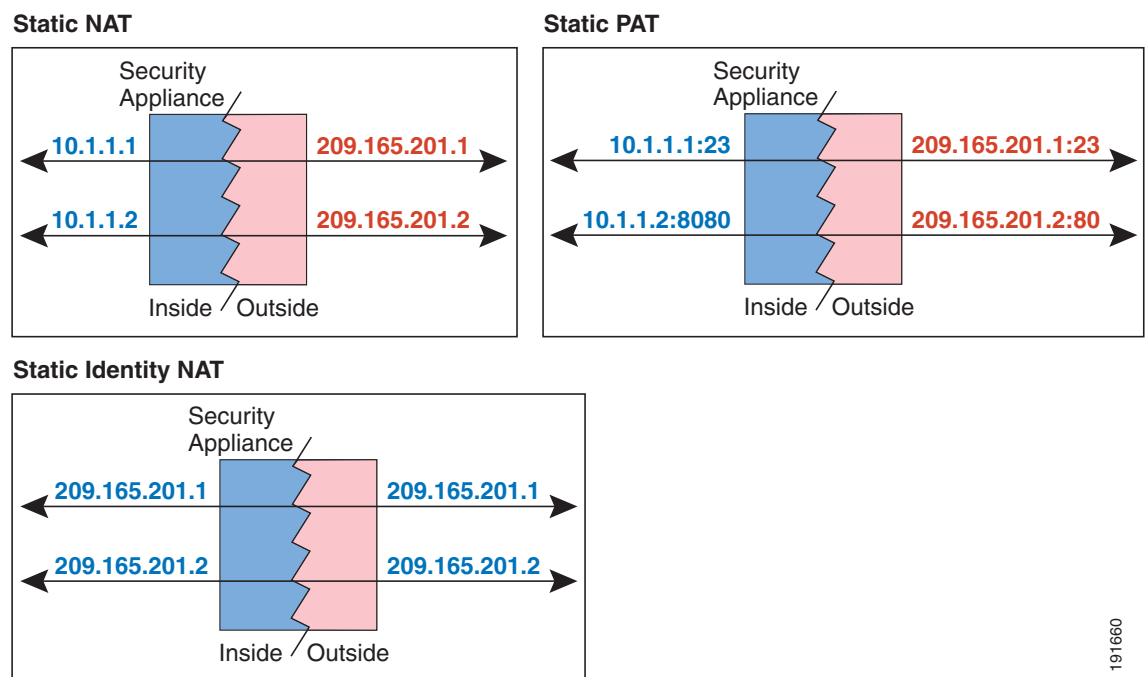 Static NAT
Security
Appliance
10.1.1.1
209.165.201.1
10.1.1.2
209.165.201.2
Inside
Outside
Static PAT
Security
Appliance
10.1.1.1:23
209.165.201.1:23
10.1.1.2:8080
209.165.201.2:80
Inside
Outside
Static Identity NAT
Security
Appliance
209.165.201.1
209.165.201.1
209.165.201.2
209.165.201.2
Inside
Outside
191660